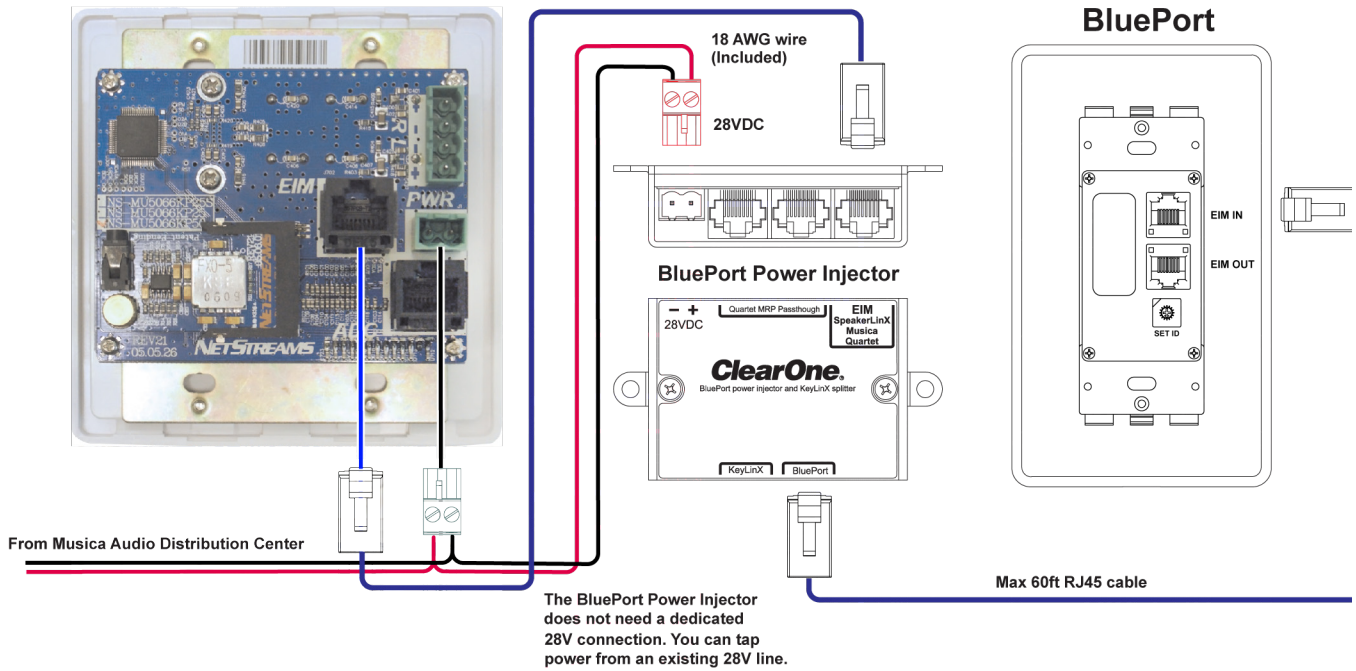 BluePort
18 AWG wire
(Included)
28VDC
EIM
R
L
PWR
NETSTREAMS
ADC
REV21
05.05.26
NETSTREAMS
EIM IN
EIM OUT
SET ID
BluePort Power Injector
– +
28VDC
Quartet MRP Passthough
EIM
SpeakerLinX
Musica
Quartet
ClearOne®
BluePort power injector and KeyLinX splitter
KeyLinX
BluePort
From Musica Audio Distribution Center
Max 60ft RJ45 cable
The BluePort Power Injector
does not need a dedicated
28V connection. You can tap
power from an existing 28V line.